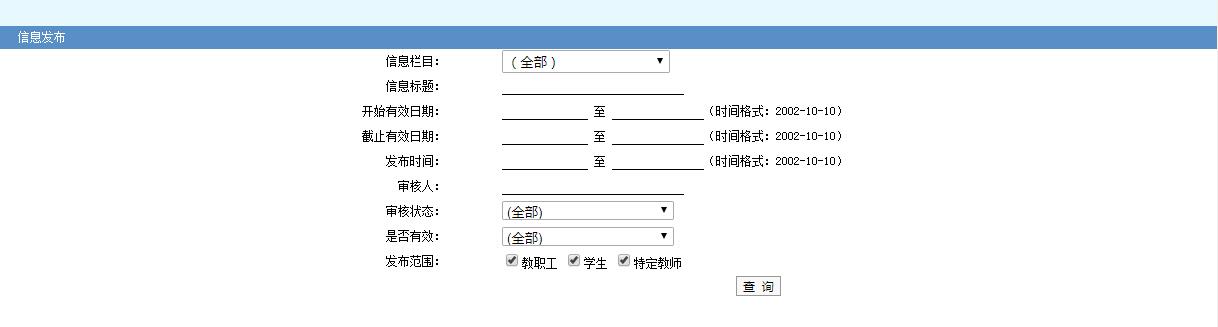 信息发布
信息栏目： （全部）
信息标题：
开始有效日期： 至 （时间格式：2002-10-10）
截止有效日期： 至 （时间格式：2002-10-10）
发布时间： 至 （时间格式：2002-10-10）
审核人：
审核状态： (全部)
是否有效： (全部)
发布范围： 教职工 学生 特定教师
查 询